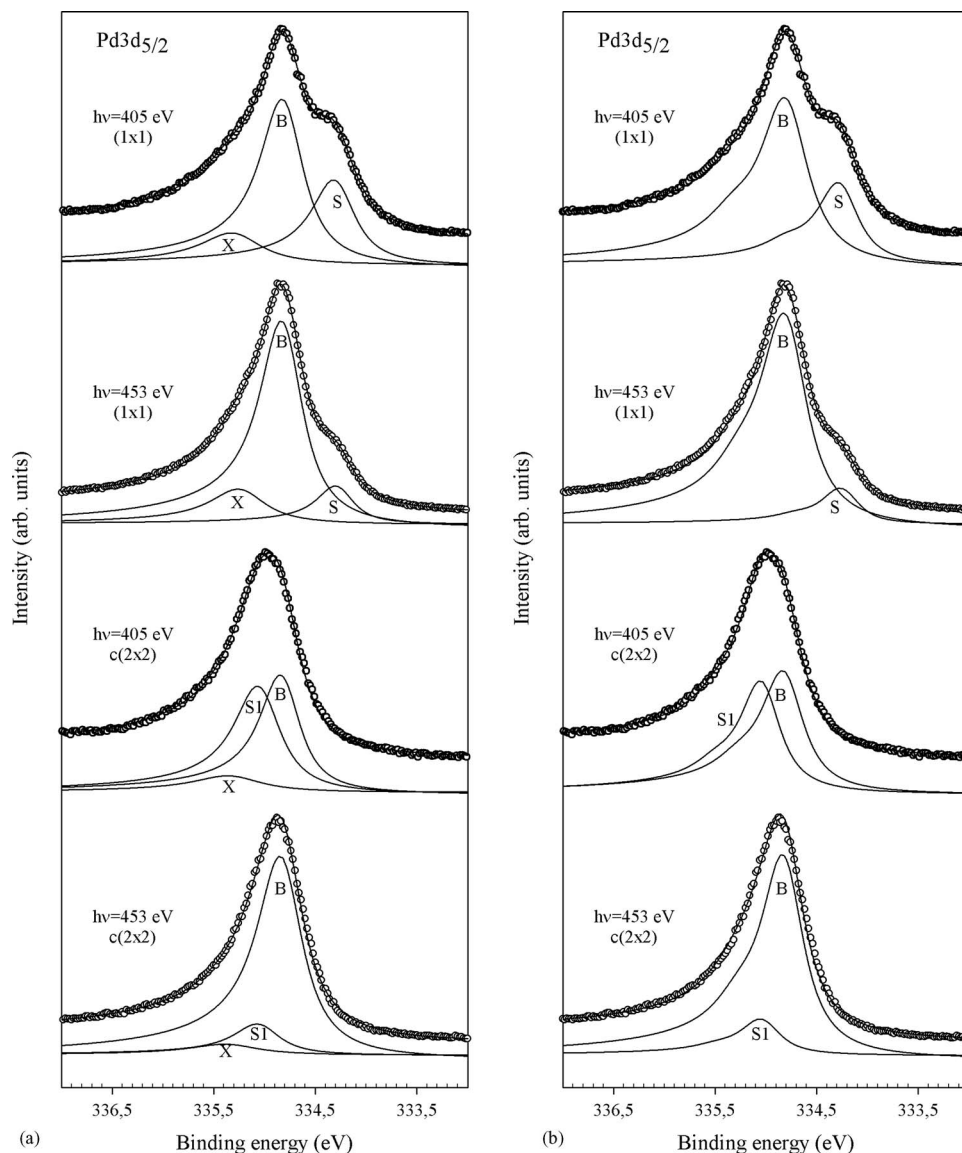 Pd3d5/2
hν=405 eV
(1x1)
B
S
X
hν=453 eV
(1x1)
B
X
S
hν=405 eV
c(2x2)
S1
B
X
hν=453 eV
c(2x2)
B
S1
X
Intensity (arb. units)
336,5 335,5 334,5 333,5
(a) Binding energy (eV)
Pd3d5/2
hν=405 eV
(1x1)
B
S
hν=453 eV
(1x1)
B
S
hν=405 eV
c(2x2)
S1
B
hν=453 eV
c(2x2)
B
S1
Intensity (arb. units)
336,5 335,5 334,5 333,5
(b) Binding energy (eV)